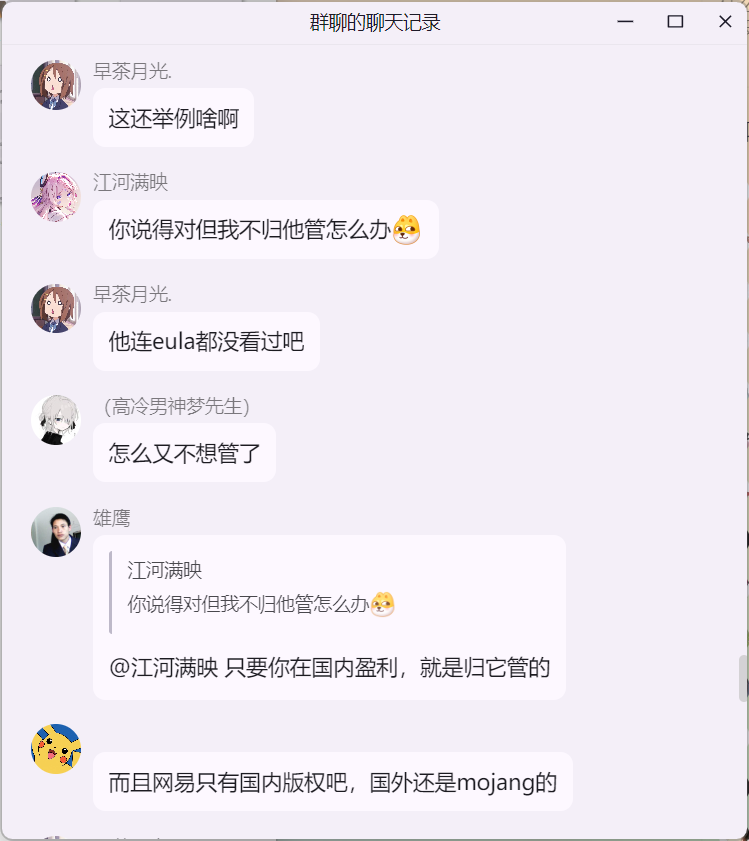 群聊的聊天记录
早茶月光.
这还举例啥啊
江河满映
你说得对但我不归他管怎么办
早茶月光.
他连eula都没看过吧
（高冷男神梦先生）
怎么又不想管了
雄鹰
江河满映
你说得对但我不归他管怎么办
@江河满映 只要你在国内盈利，就是归它管的
而且网易只有国内版权吧，国外还是mojang的